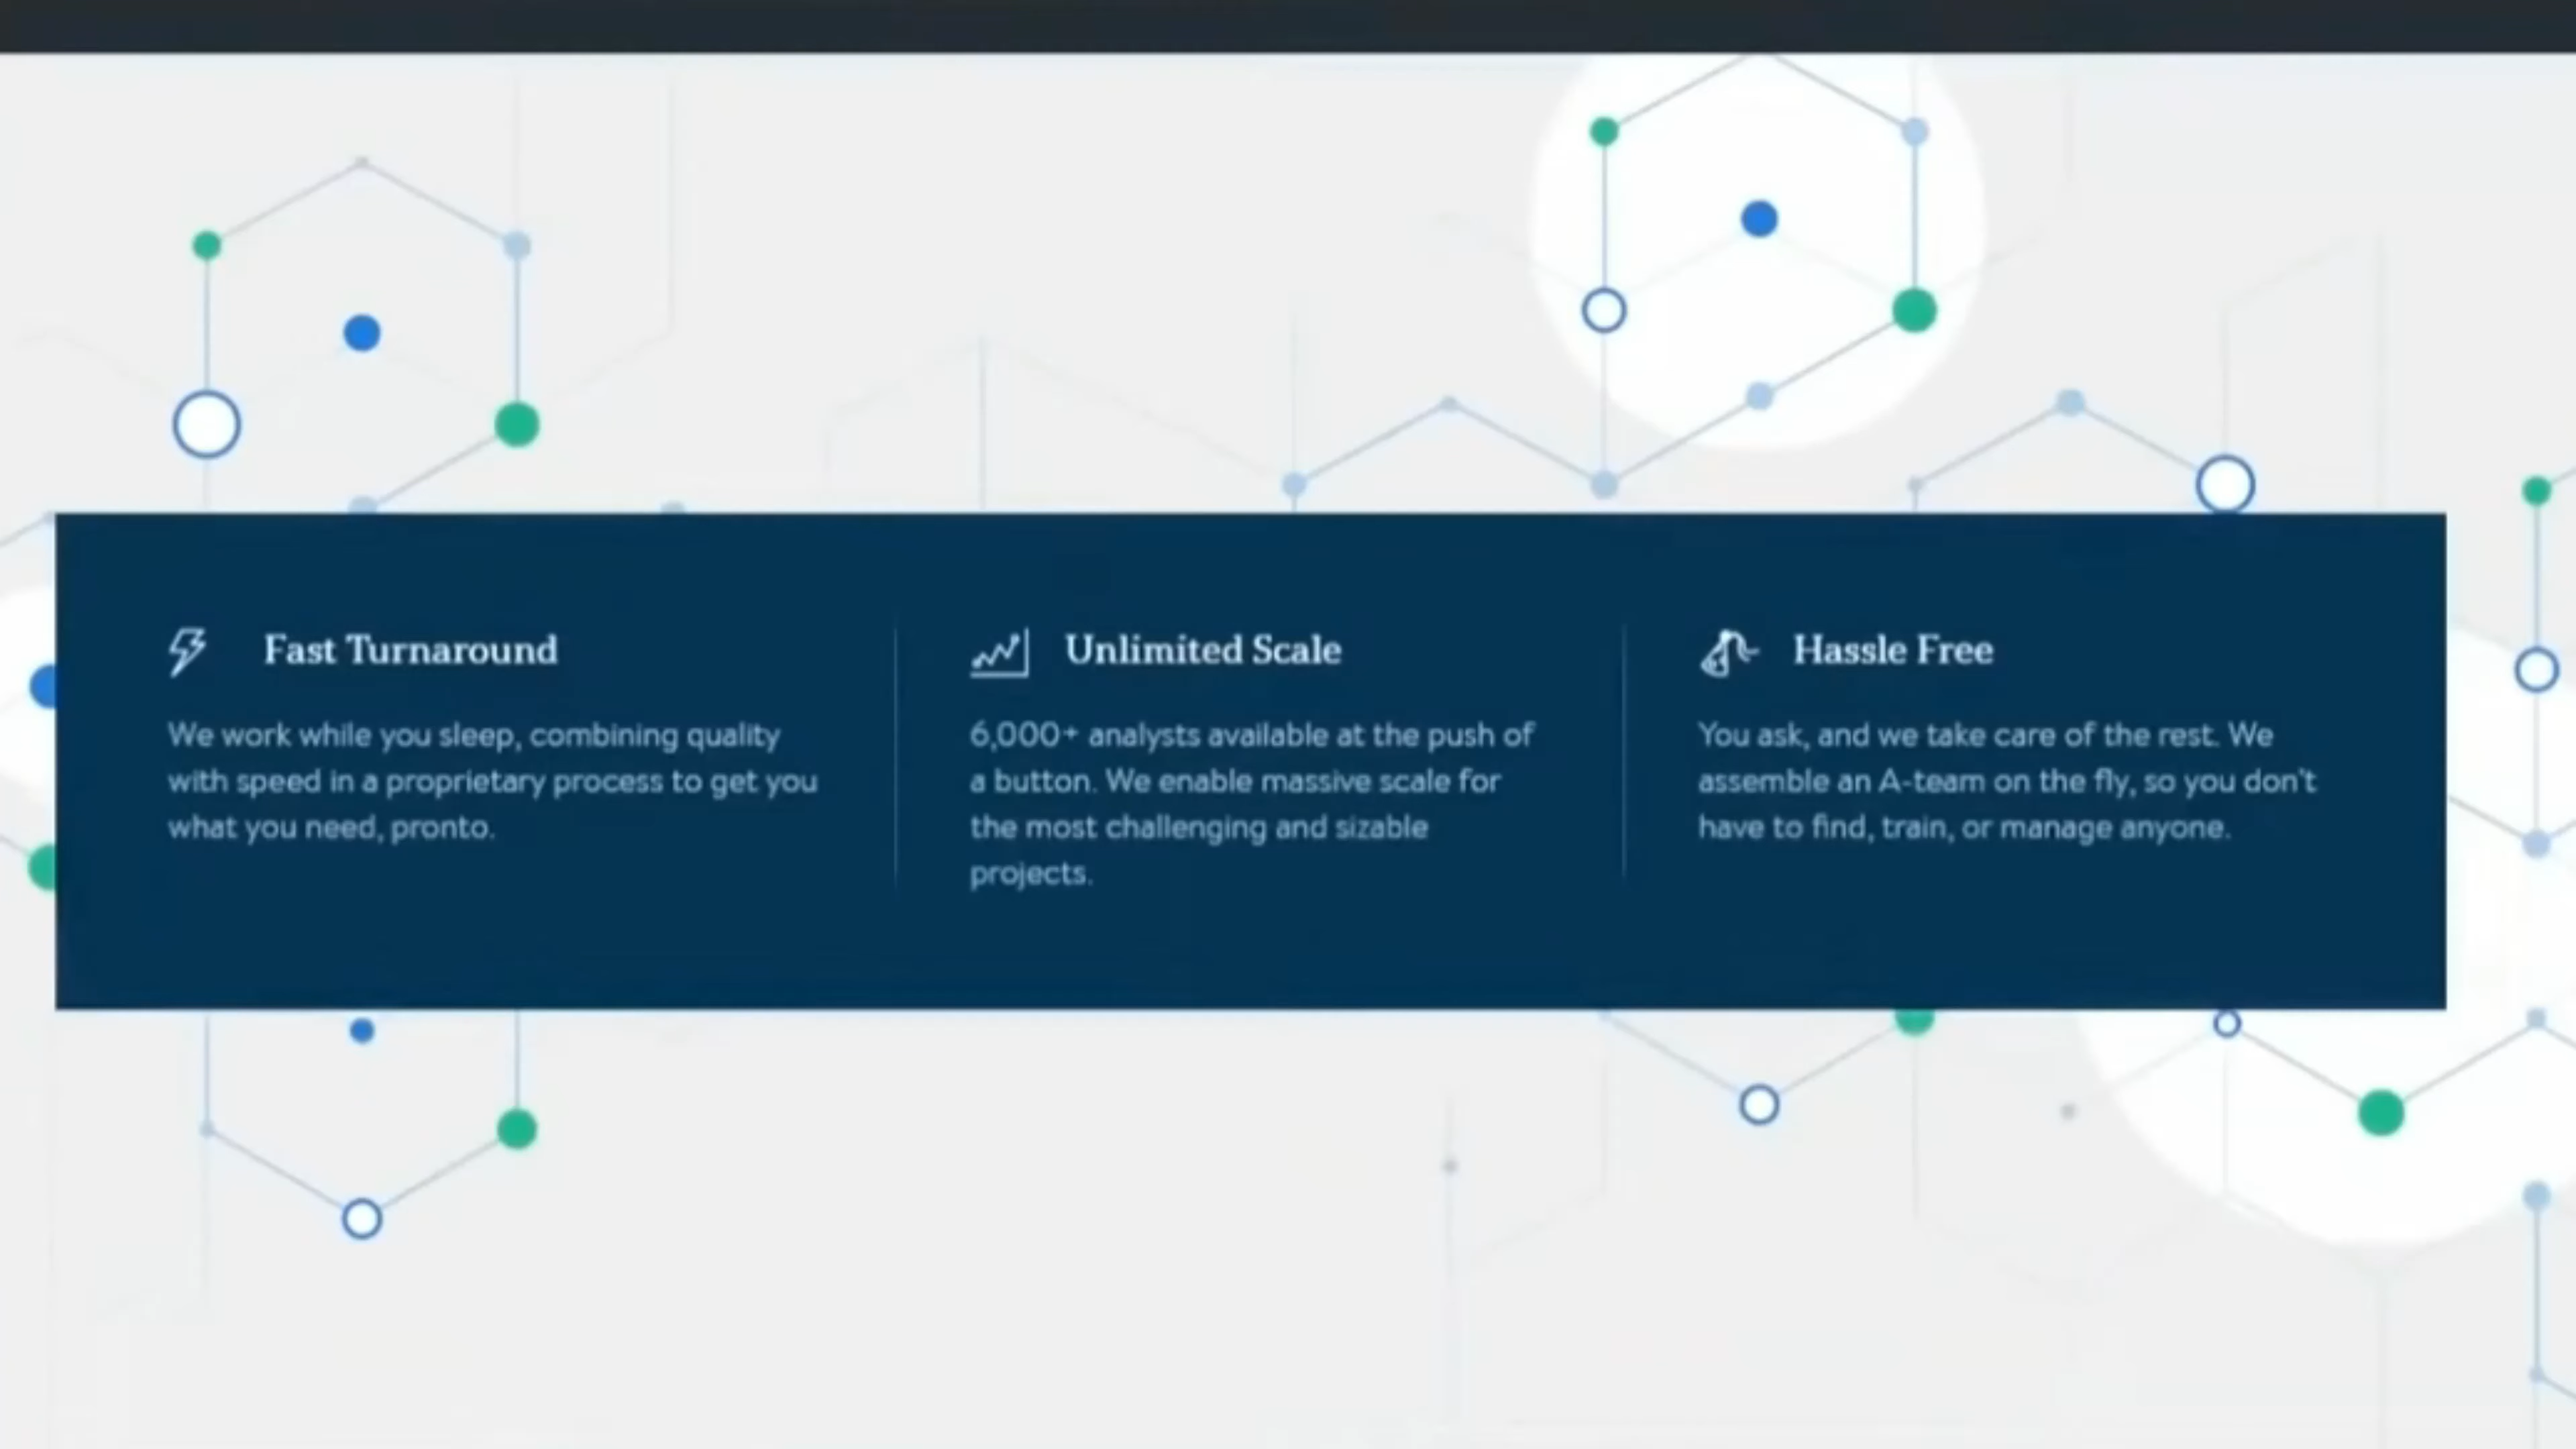 Fast Turnaround
We work while you sleep, combining quality
with speed in a proprietary process to get you
what you need, pronto.
Unlimited Scale
6,000+ analysts available at the push of
a button. We enable massive scale for
the most challenging and sizable
projects.
Hassle Free
You ask, and we take care of the rest. We
assemble an A-team on the fly, so you don't
have to find, train, or manage anyone.